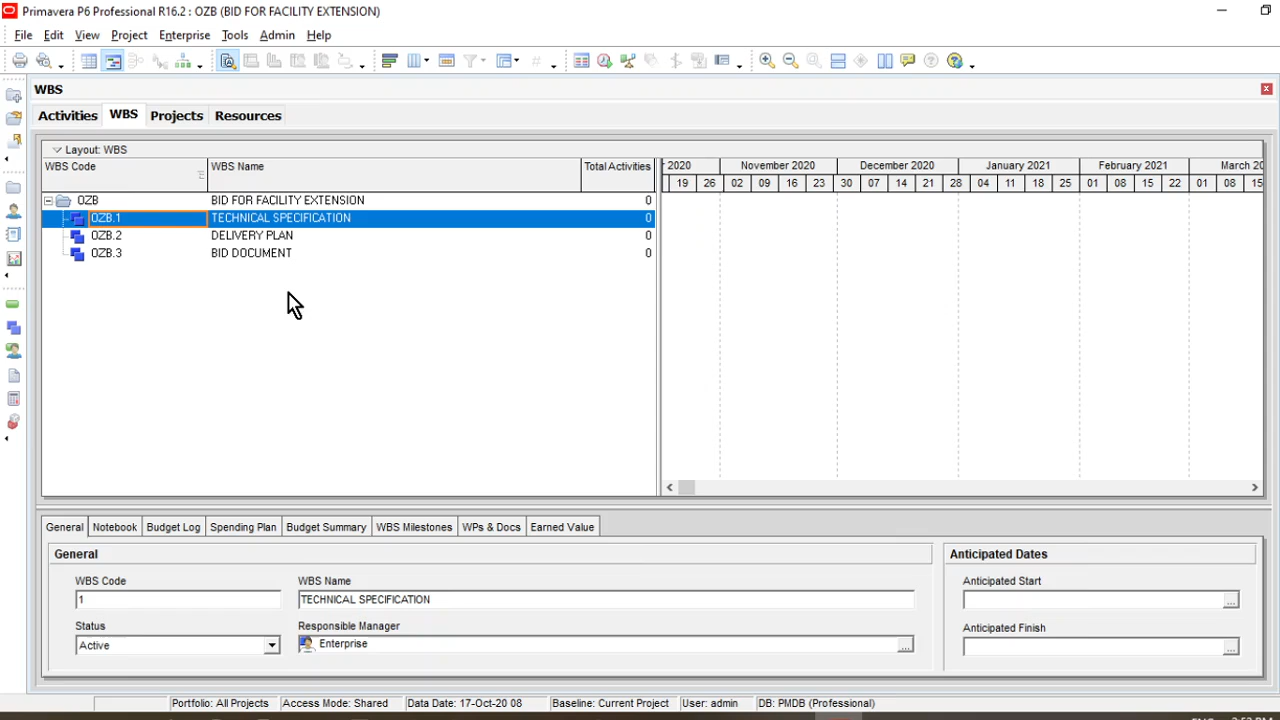 Primavera P6 Professional R16.2 : OZB (BID FOR FACILITY EXTENSION)
File Edit View Project Enterprise Tools Admin Help
WBS
Activities WBS Projects Resources
Layout: WBS
WBS Code WBS Name Total Activities 2020 November 2020 December 2020 January 2021 February 2021 March 20
19 26 02 09 16 23 30 07 14 21 28 04 11 18 25 01 08 15 22 01 08 15
OZB BID FOR FACILITY EXTENSION 0
OZB.1 TECHNICAL SPECIFICATION 0
OZB.2 DELIVERY PLAN 0
OZB.3 BID DOCUMENT 0
General Notebook Budget Log Spending Plan Budget Summary WBS Milestones WPs & Docs Earned Value
General Anticipated Dates
WBS Code WBS Name Anticipated Start
1 TECHNICAL SPECIFICATION
Status Responsible Manager Anticipated Finish
Active Enterprise
Portfolio: All Projects Access Mode: Shared Data Date: 17-Oct-20 08 Baseline: Current Project User: admin DB: PMDB (Professional)